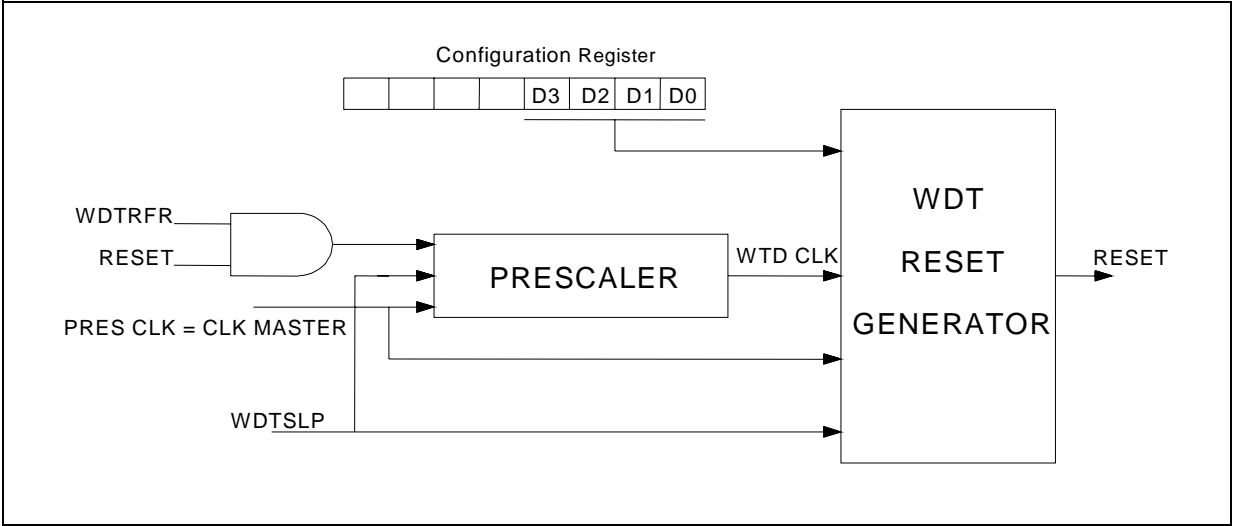 Configuration Register
D3 D2 D1 D0
WDTRFR
RESET
PRES CLK = CLK MASTER
WDTSLP
PRESCALER
WTD CLK
WDT
RESET
GENERATOR
RESET